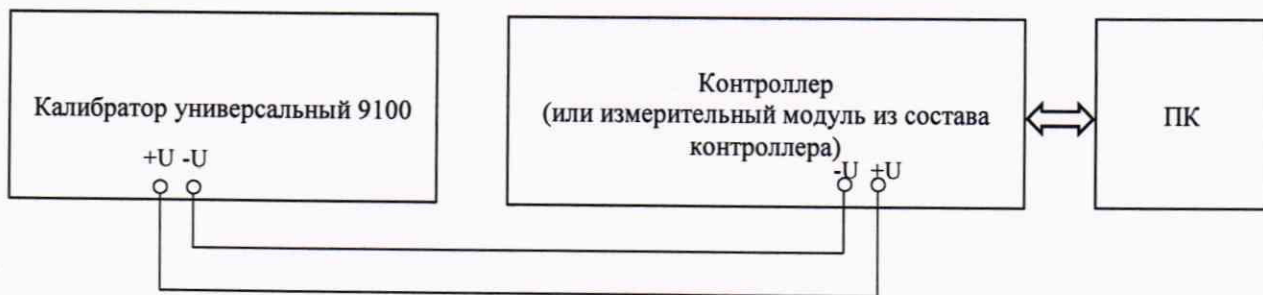 Калибратор универсальный 9100
+U -U
Контроллер
(или измерительный модуль из состава
контроллера)
-U +U
ПК